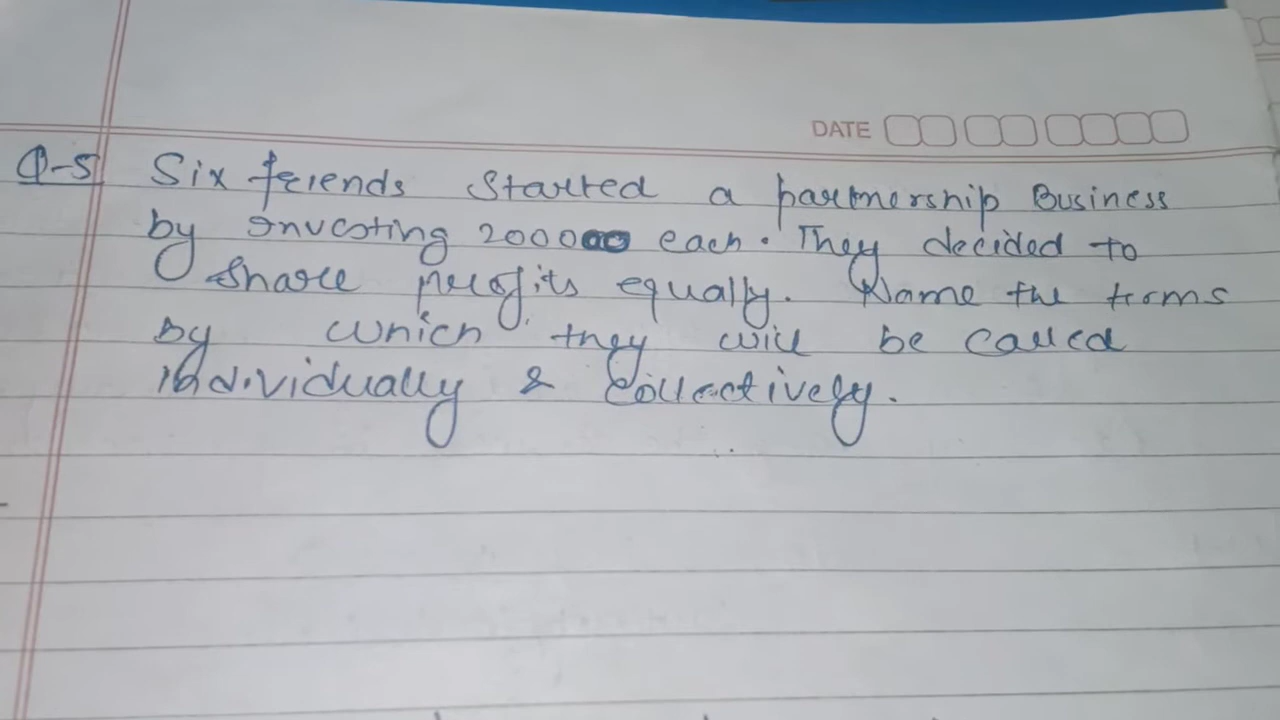 DATE
Q-5 Six friends started a partnership Business
by Investing 200000 each. They decided to
share profits equally. Name the terms
by which they will be called
individually & collectively.